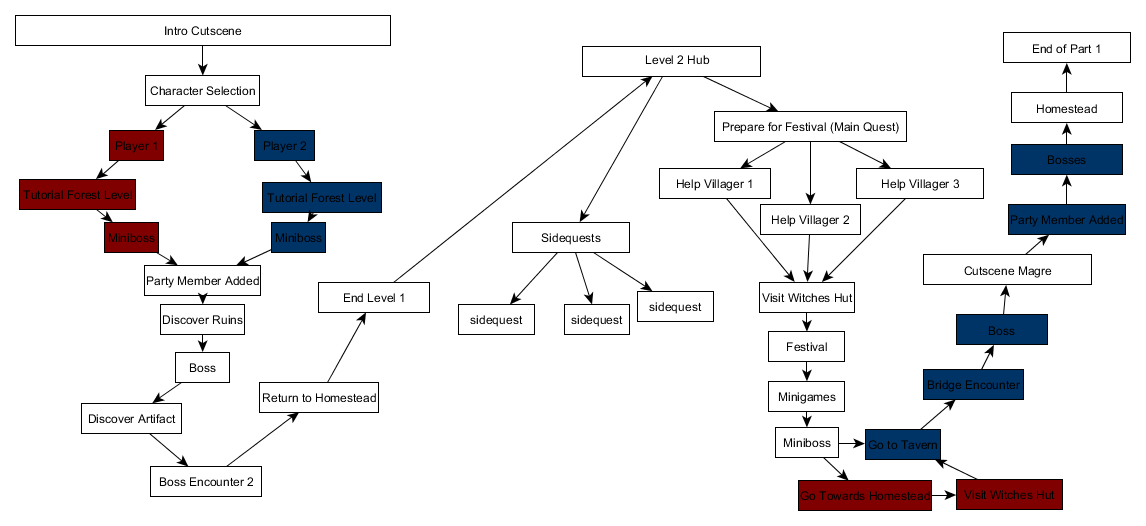 Intro Cutscene
Character Selection
Player 1
Player 2
Tutorial Forest Level
Tutorial Forest Level
Miniboss
Miniboss
Party Member Added
Discover Ruins
Boss
Discover Artifact
Boss Encounter 2
Return to Homestead
End Level 1
Level 2 Hub
Sidequests
sidequest
sidequest
sidequest
Prepare for Festival (Main Quest)
Help Villager 1
Help Villager 2
Help Villager 3
Visit Witches Hut
Festival
Minigames
Miniboss
Go to Tavern
Go Towards Homestead
Visit Witches Hut
Bridge Encounter
Boss
Cutscene Magre
Party Member Added
Bosses
Homestead
End of Part 1